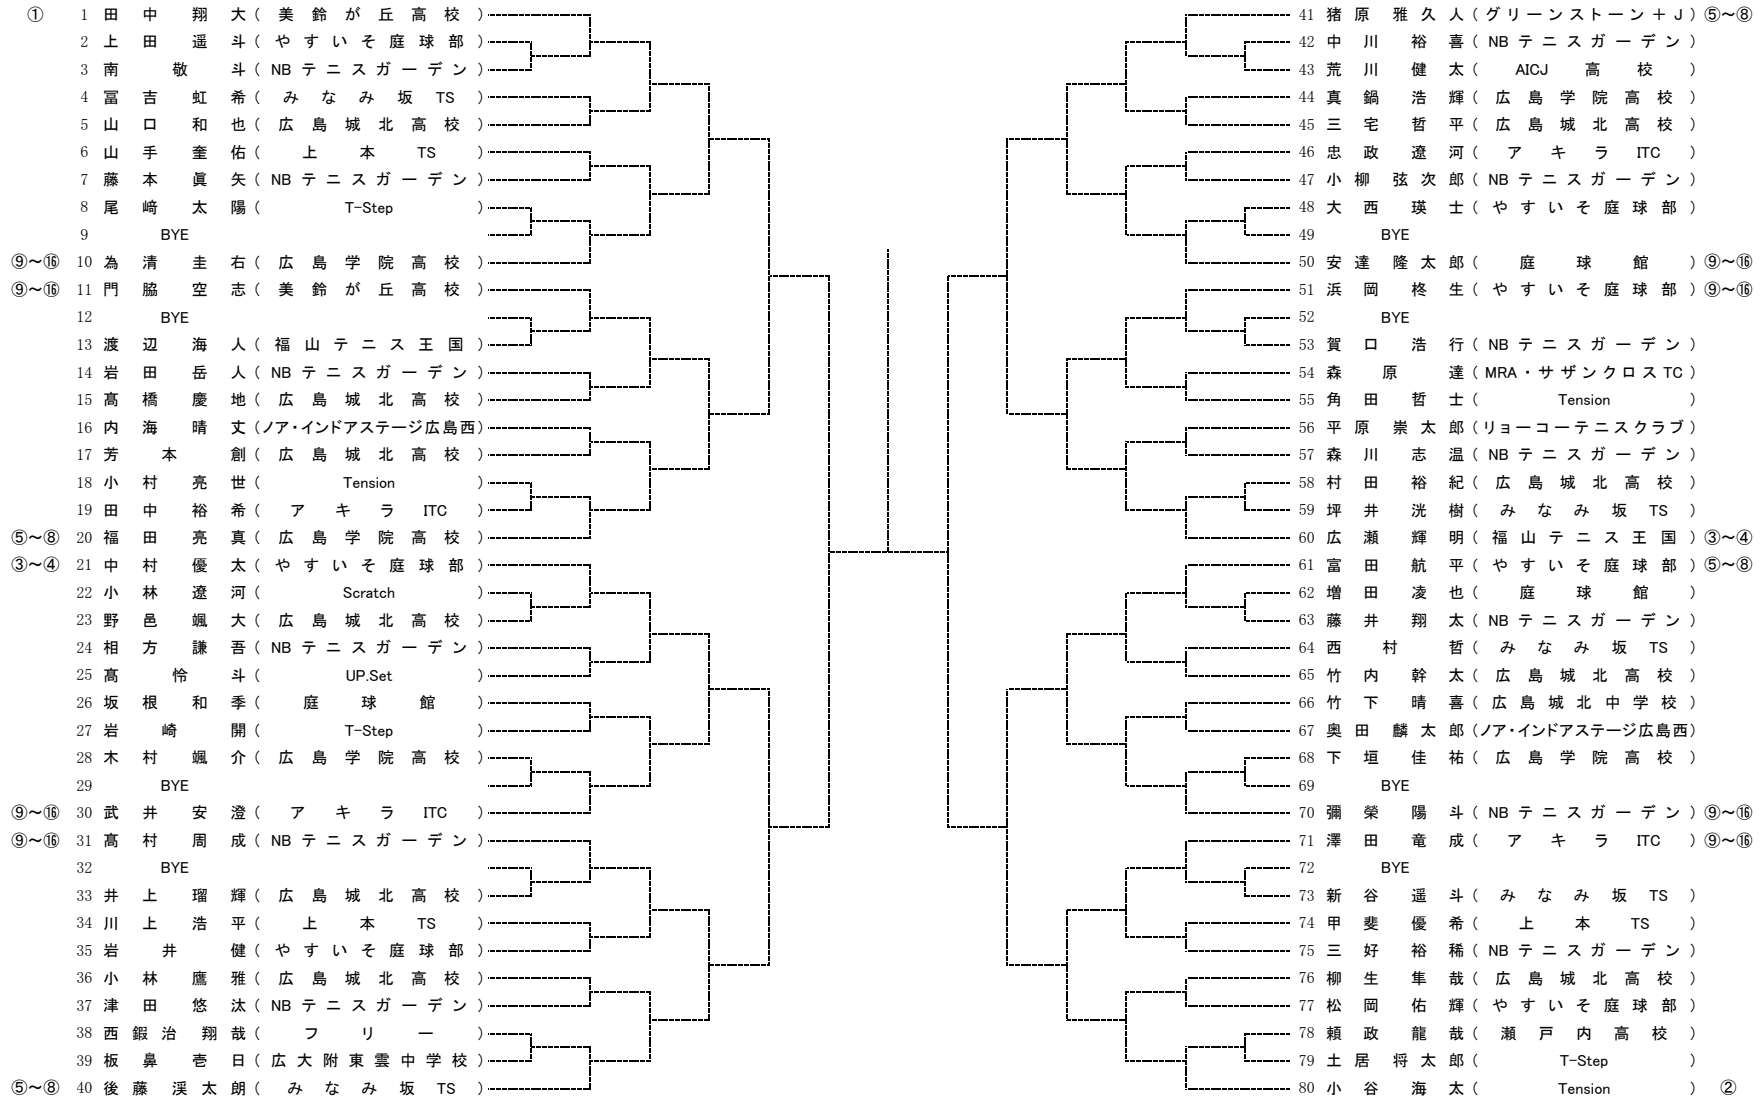 ① 1 田中翔大(美鈴が丘高校)
2 上田遥斗(やすいそ庭球部)
3 南敬斗(NBテニスガーデン)
4 冨吉虹希(みなみ坂TS)
5 山口和也(広島城北高校)
6 山手奎佑(上本TS)
7 藤本眞矢(NBテニスガーデン)
8 尾﨑太陽(T-Step)
9 BYE
⑨～⑯ 10 為清圭右(広島学院高校)
⑨～⑯ 11 門脇空志(美鈴が丘高校)
12 BYE
13 渡辺海人(福山テニス王国)
14 岩田岳人(NBテニスガーデン)
15 髙橋慶地(広島城北高校)
16 内海晴丈(ノア・インドアステージ広島西)
17 芳本創(広島城北高校)
18 小村亮世(Tension)
19 田中裕希(アキラITC)
⑤～⑧ 20 福田亮真(広島学院高校)
③～④ 21 中村優太(やすいそ庭球部)
22 小林遼河(Scratch)
23 野邑颯大(広島城北高校)
24 相方謙吾(NBテニスガーデン)
25 髙怜斗(UP.Set)
26 坂根和季(庭球館)
27 岩崎開(T-Step)
28 木村颯介(広島学院高校)
29 BYE
⑨～⑯ 30 武井安澄(アキラITC)
⑨～⑯ 31 髙村周成(NBテニスガーデン)
32 BYE
33 井上瑠輝(広島城北高校)
34 川上浩平(上本TS)
35 岩井健(やすいそ庭球部)
36 小林鷹雅(広島城北高校)
37 津田悠汰(NBテニスガーデン)
38 西鍜治翔哉(フリー)
39 板鼻壱日(広大附東雲中学校)
⑤～⑧ 40 後藤渓太朗(みなみ坂TS)
41 猪原雅久人(グリーンストーン＋J) ⑤～⑧
42 中川裕喜(NBテニスガーデン)
43 荒川健太(AICJ高校)
44 真鍋浩輝(広島学院高校)
45 三宅哲平(広島城北高校)
46 忠政遼河(アキラITC)
47 小柳弦次郎(NBテニスガーデン)
48 大西瑛士(やすいそ庭球部)
49 BYE
50 安達隆太郎(庭球館) ⑨～⑯
51 浜岡柊生(やすいそ庭球部) ⑨～⑯
52 BYE
53 賀口浩行(NBテニスガーデン)
54 森原達(MRA・サザンクロスTC)
55 角田哲士(Tension)
56 平原崇太郎(リョーコーテニスクラブ)
57 森川志温(NBテニスガーデン)
58 村田裕紀(広島城北高校)
59 坪井洸樹(みなみ坂TS)
60 広瀬輝明(福山テニス王国) ③～④
61 富田航平(やすいそ庭球部) ⑤～⑧
62 増田凌也(庭球館)
63 藤井翔太(NBテニスガーデン)
64 西村哲(みなみ坂TS)
65 竹内幹太(広島城北高校)
66 竹下晴喜(広島城北中学校)
67 奥田麟太郎(ノア・インドアステージ広島西)
68 下垣佳祐(広島学院高校)
69 BYE
70 彌榮陽斗(NBテニスガーデン) ⑨～⑯
71 澤田竜成(アキラITC) ⑨～⑯
72 BYE
73 新谷遥斗(みなみ坂TS)
74 甲斐優希(上本TS)
75 三好裕稀(NBテニスガーデン)
76 柳生隼哉(広島城北高校)
77 松岡佑輝(やすいそ庭球部)
78 頼政龍哉(瀬戸内高校)
79 土居将太郎(T-Step)
80 小谷海太(Tension) ②